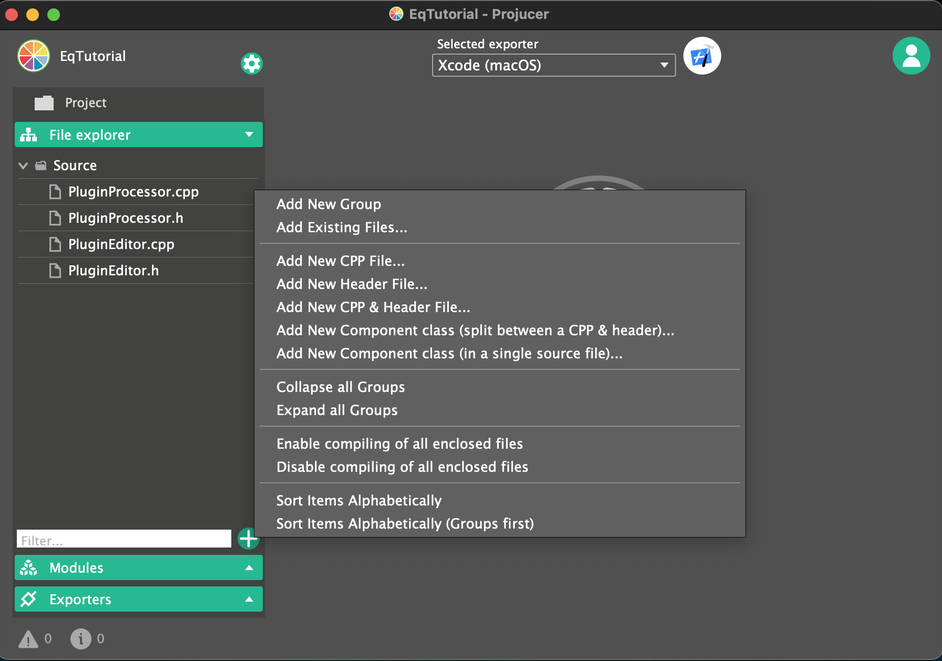 EqTutorial - Projucer
EqTutorial
Selected exporter
Xcode (macOS)
Project
File explorer
Source
PluginProcessor.cpp
PluginProcessor.h
PluginEditor.cpp
PluginEditor.h
Add New Group
Add Existing Files...
Add New CPP File...
Add New Header File...
Add New CPP & Header File...
Add New Component class (split between a CPP & header)...
Add New Component class (in a single source file)...
Collapse all Groups
Expand all Groups
Enable compiling of all enclosed files
Disable compiling of all enclosed files
Sort Items Alphabetically
Sort Items Alphabetically (Groups first)
Filter...
Modules
Exporters
0 0